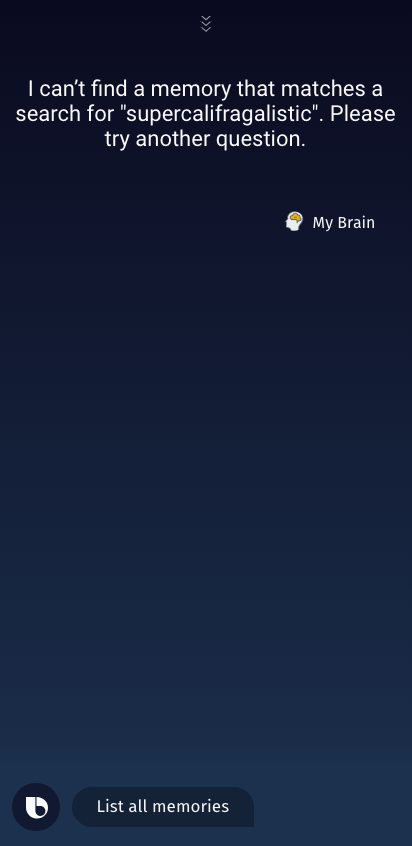 I can’t find a memory that matches a
search for "supercalifragalistic". Please
try another question.
My Brain
List all memories